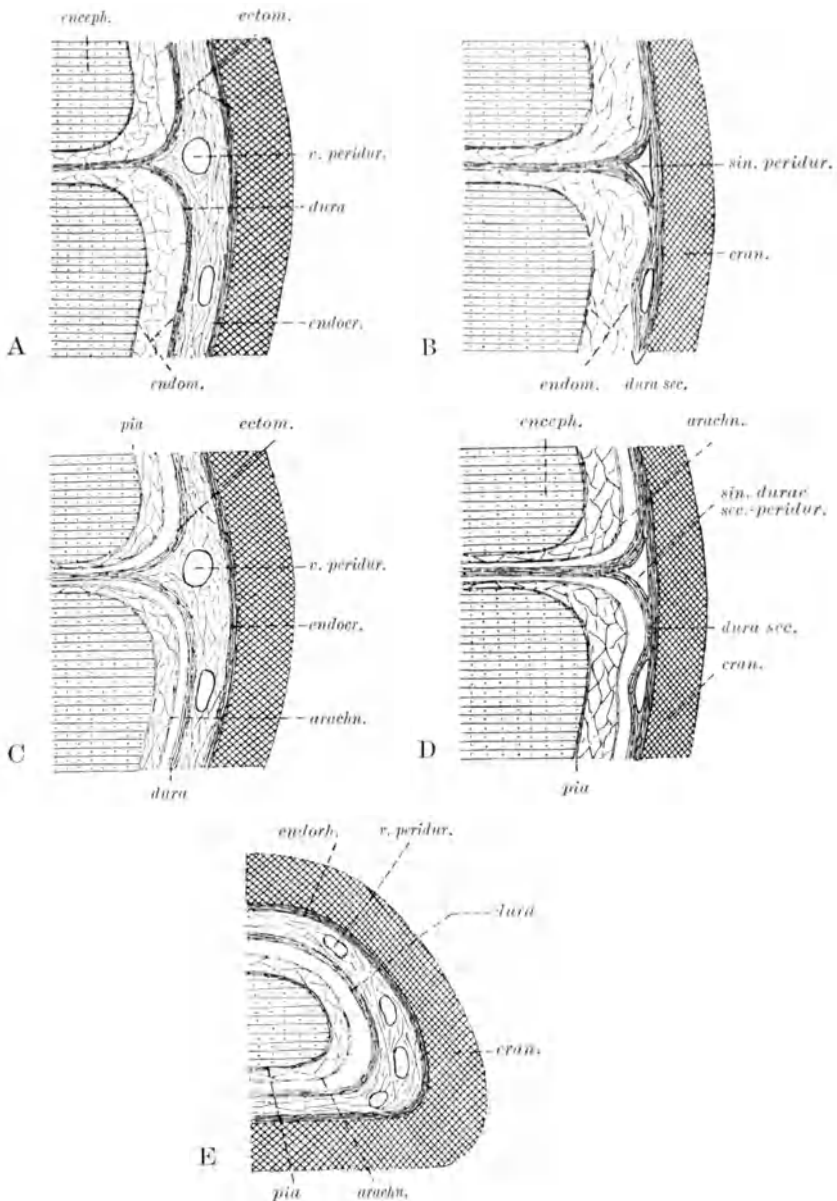 enceph.
ectom.
v. peridur.
dura
endocr.
A
endom.
sin. peridur.
cran.
B
endom.
dura sec.
pia
ectom.
v. peridur.
endocr.
arachn.
C
dura
enceph.
arachn.
sin. durae
sec.-peridur.
dura sec.
cran.
D
pia
endorh.
v. peridur.
dura
cran.
E
pia
arachn.